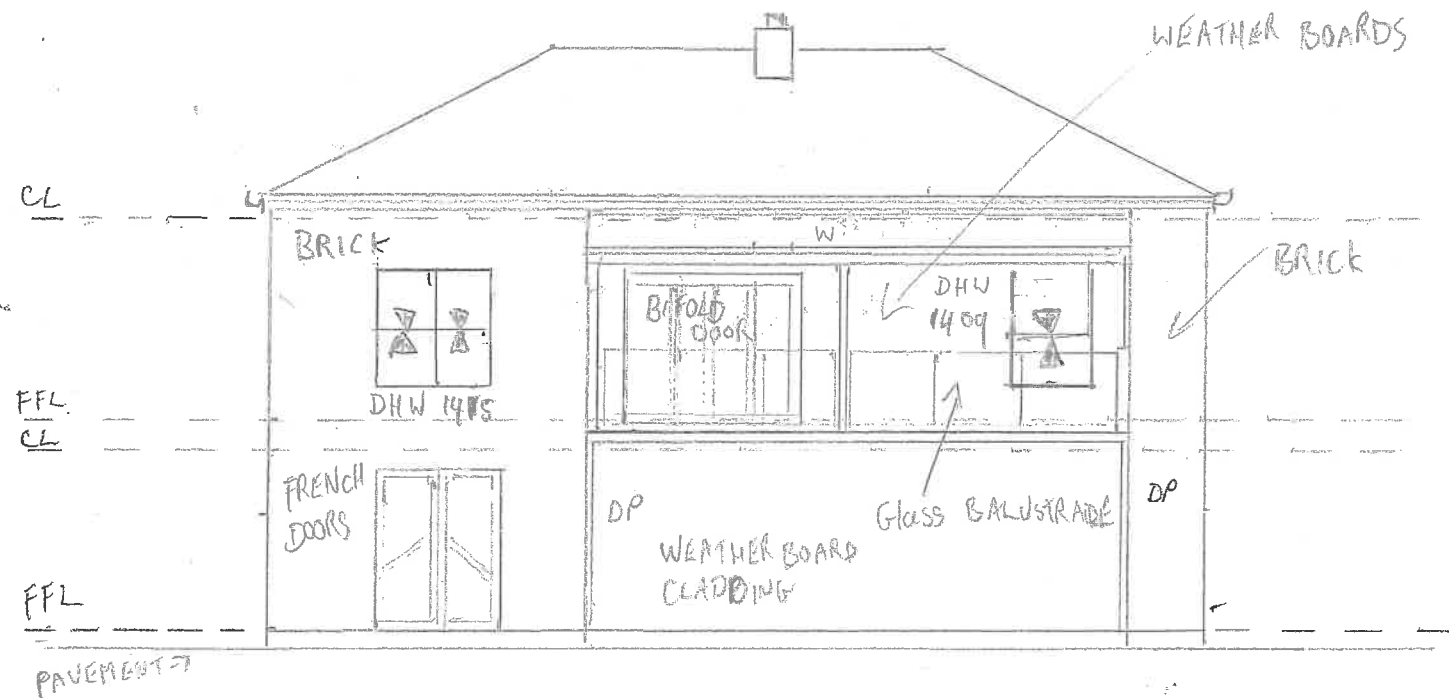 WEATHER BOARDS
CL
BRICK
W
BRICK
BIFOLD
DOOR
DHW
1409
FFL
DHW 1415
CL
FRENCH
DOORS
DP
Glass BALUSTRADE
DP
WEATHER BOARD
CLADDING
FFL
PAVEMENT